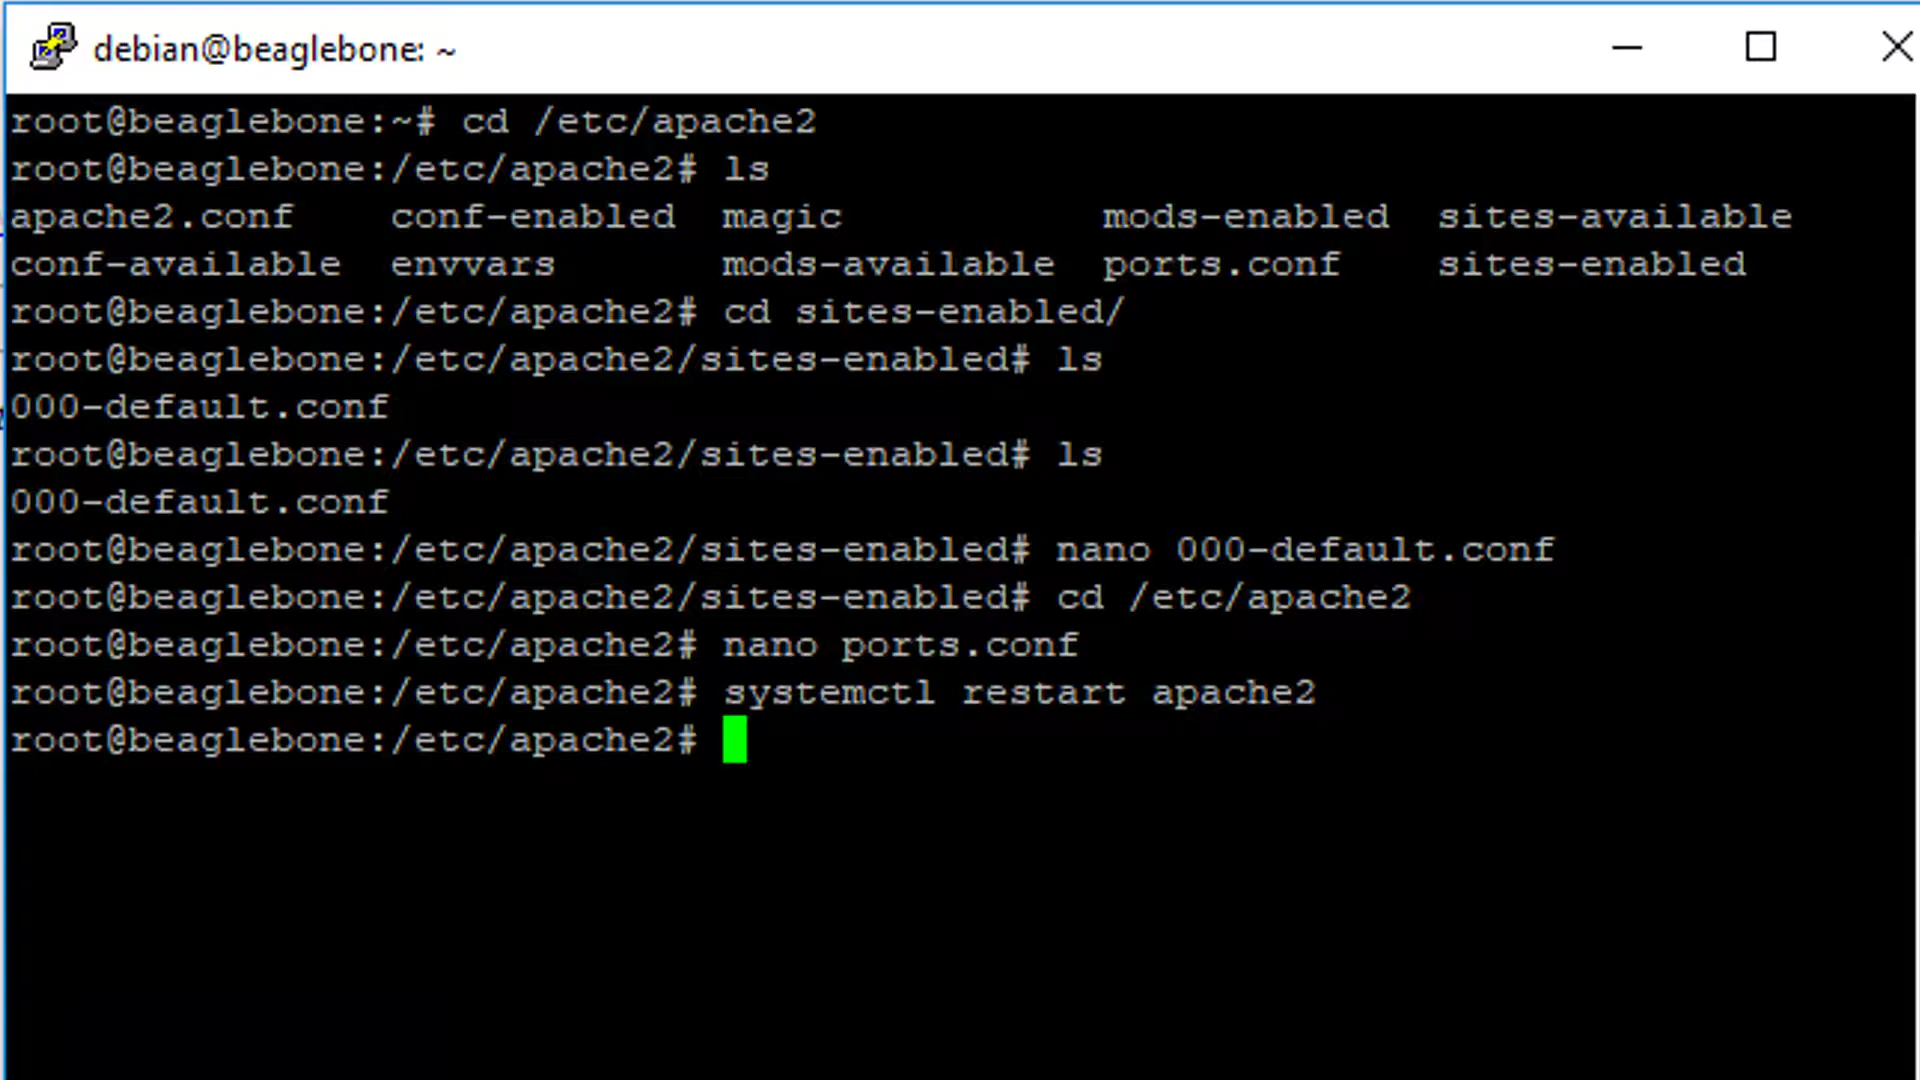 debian@beaglebone: ~
root@beaglebone:~# cd /etc/apache2
root@beaglebone:/etc/apache2# ls
apache2.conf    conf-enabled  magic           mods-enabled  sites-available
conf-available  envvars       mods-available  ports.conf    sites-enabled
root@beaglebone:/etc/apache2# cd sites-enabled/
root@beaglebone:/etc/apache2/sites-enabled# ls
000-default.conf
root@beaglebone:/etc/apache2/sites-enabled# ls
000-default.conf
root@beaglebone:/etc/apache2/sites-enabled# nano 000-default.conf
root@beaglebone:/etc/apache2/sites-enabled# cd /etc/apache2
root@beaglebone:/etc/apache2# nano ports.conf
root@beaglebone:/etc/apache2# systemctl restart apache2
root@beaglebone:/etc/apache2#